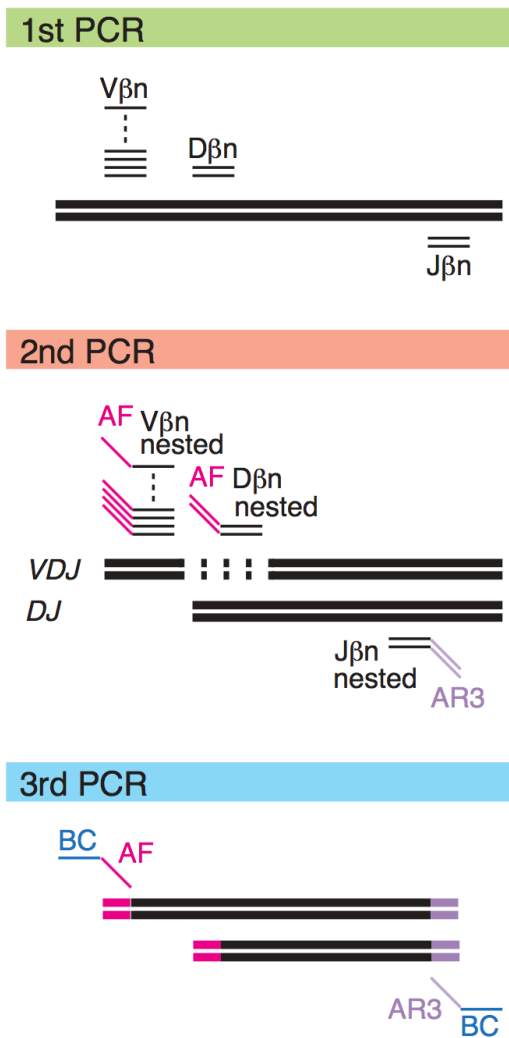 1st PCR
Vβn
Dβn
Jβn
2nd PCR
AF Vβn
nested
AF Dβn
nested
VDJ
DJ
Jβn
nested
AR3
3rd PCR
BC
AF
AR3
BC